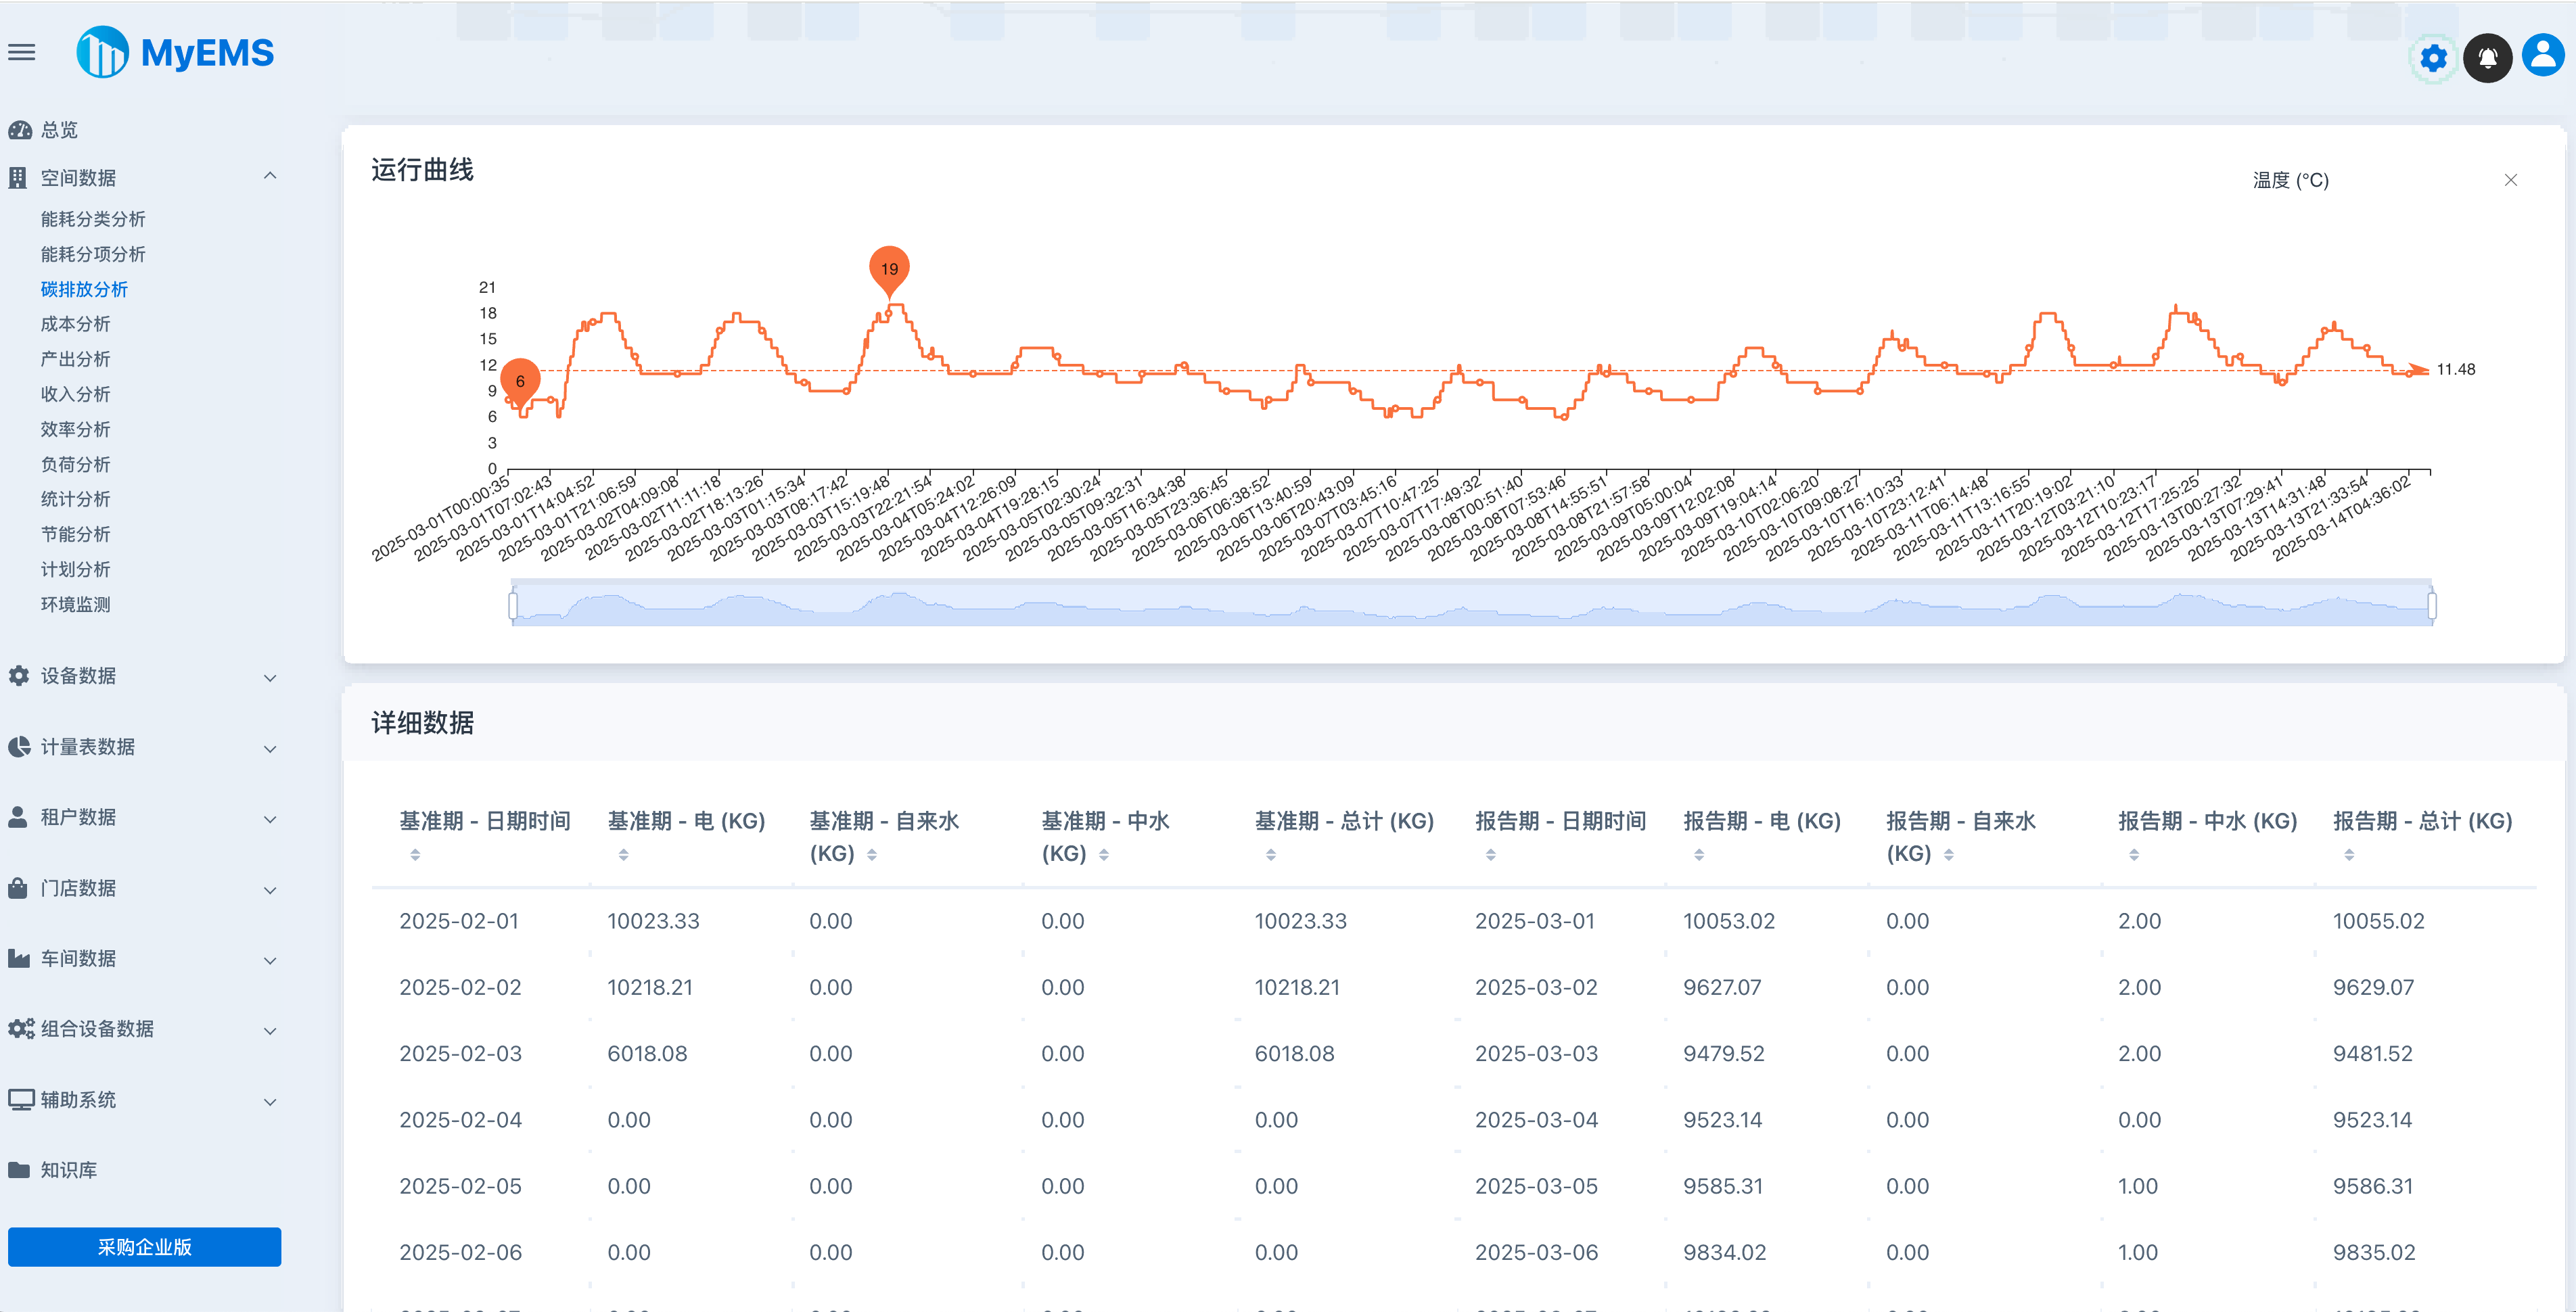 MyEMS
总览
空间数据
能耗分类分析
能耗分项分析
碳排放分析
成本分析
产出分析
收入分析
效率分析
负荷分析
统计分析
节能分析
计划分析
环境监测
设备数据
计量表数据
租户数据
门店数据
车间数据
组合设备数据
辅助系统
知识库
采购企业版
运行曲线
温度 (°C)
21
18
15
12
9
6
3
0
6
19
11.48
2025-03-01T00:00:35
2025-03-01T07:02:43
2025-03-01T14:04:52
2025-03-01T21:06:59
2025-03-02T04:09:08
2025-03-02T11:11:18
2025-03-02T18:13:26
2025-03-03T01:15:34
2025-03-03T08:17:42
2025-03-03T15:19:48
2025-03-03T22:21:54
2025-03-04T05:24:02
2025-03-04T12:26:09
2025-03-04T19:28:15
2025-03-05T02:30:24
2025-03-05T09:32:31
2025-03-05T16:34:38
2025-03-05T23:36:45
2025-03-06T06:38:52
2025-03-06T13:40:59
2025-03-06T20:43:09
2025-03-07T03:45:16
2025-03-07T10:47:25
2025-03-07T17:49:32
2025-03-08T00:51:40
2025-03-08T07:53:46
2025-03-08T14:55:51
2025-03-08T21:57:58
2025-03-09T05:00:04
2025-03-09T12:02:08
2025-03-09T19:04:14
2025-03-10T02:06:20
2025-03-10T09:08:27
2025-03-10T16:10:33
2025-03-10T23:12:41
2025-03-11T06:14:48
2025-03-11T13:16:55
2025-03-11T20:19:02
2025-03-12T03:21:10
2025-03-12T10:23:17
2025-03-12T17:25:25
2025-03-13T00:27:32
2025-03-13T07:29:41
2025-03-13T14:31:48
2025-03-13T21:33:54
2025-03-14T04:36:02
详细数据
基准期 - 日期时间 基准期 - 电 (KG) 基准期 - 自来水 (KG) 基准期 - 中水 (KG) 基准期 - 总计 (KG) 报告期 - 日期时间 报告期 - 电 (KG) 报告期 - 自来水 (KG) 报告期 - 中水 (KG) 报告期 - 总计 (KG)
2025-02-01 10023.33 0.00 0.00 10023.33 2025-03-01 10053.02 0.00 2.00 10055.02
2025-02-02 10218.21 0.00 0.00 10218.21 2025-03-02 9627.07 0.00 2.00 9629.07
2025-02-03 6018.08 0.00 0.00 6018.08 2025-03-03 9479.52 0.00 2.00 9481.52
2025-02-04 0.00 0.00 0.00 0.00 2025-03-04 9523.14 0.00 0.00 9523.14
2025-02-05 0.00 0.00 0.00 0.00 2025-03-05 9585.31 0.00 1.00 9586.31
2025-02-06 0.00 0.00 0.00 0.00 2025-03-06 9834.02 0.00 1.00 9835.02